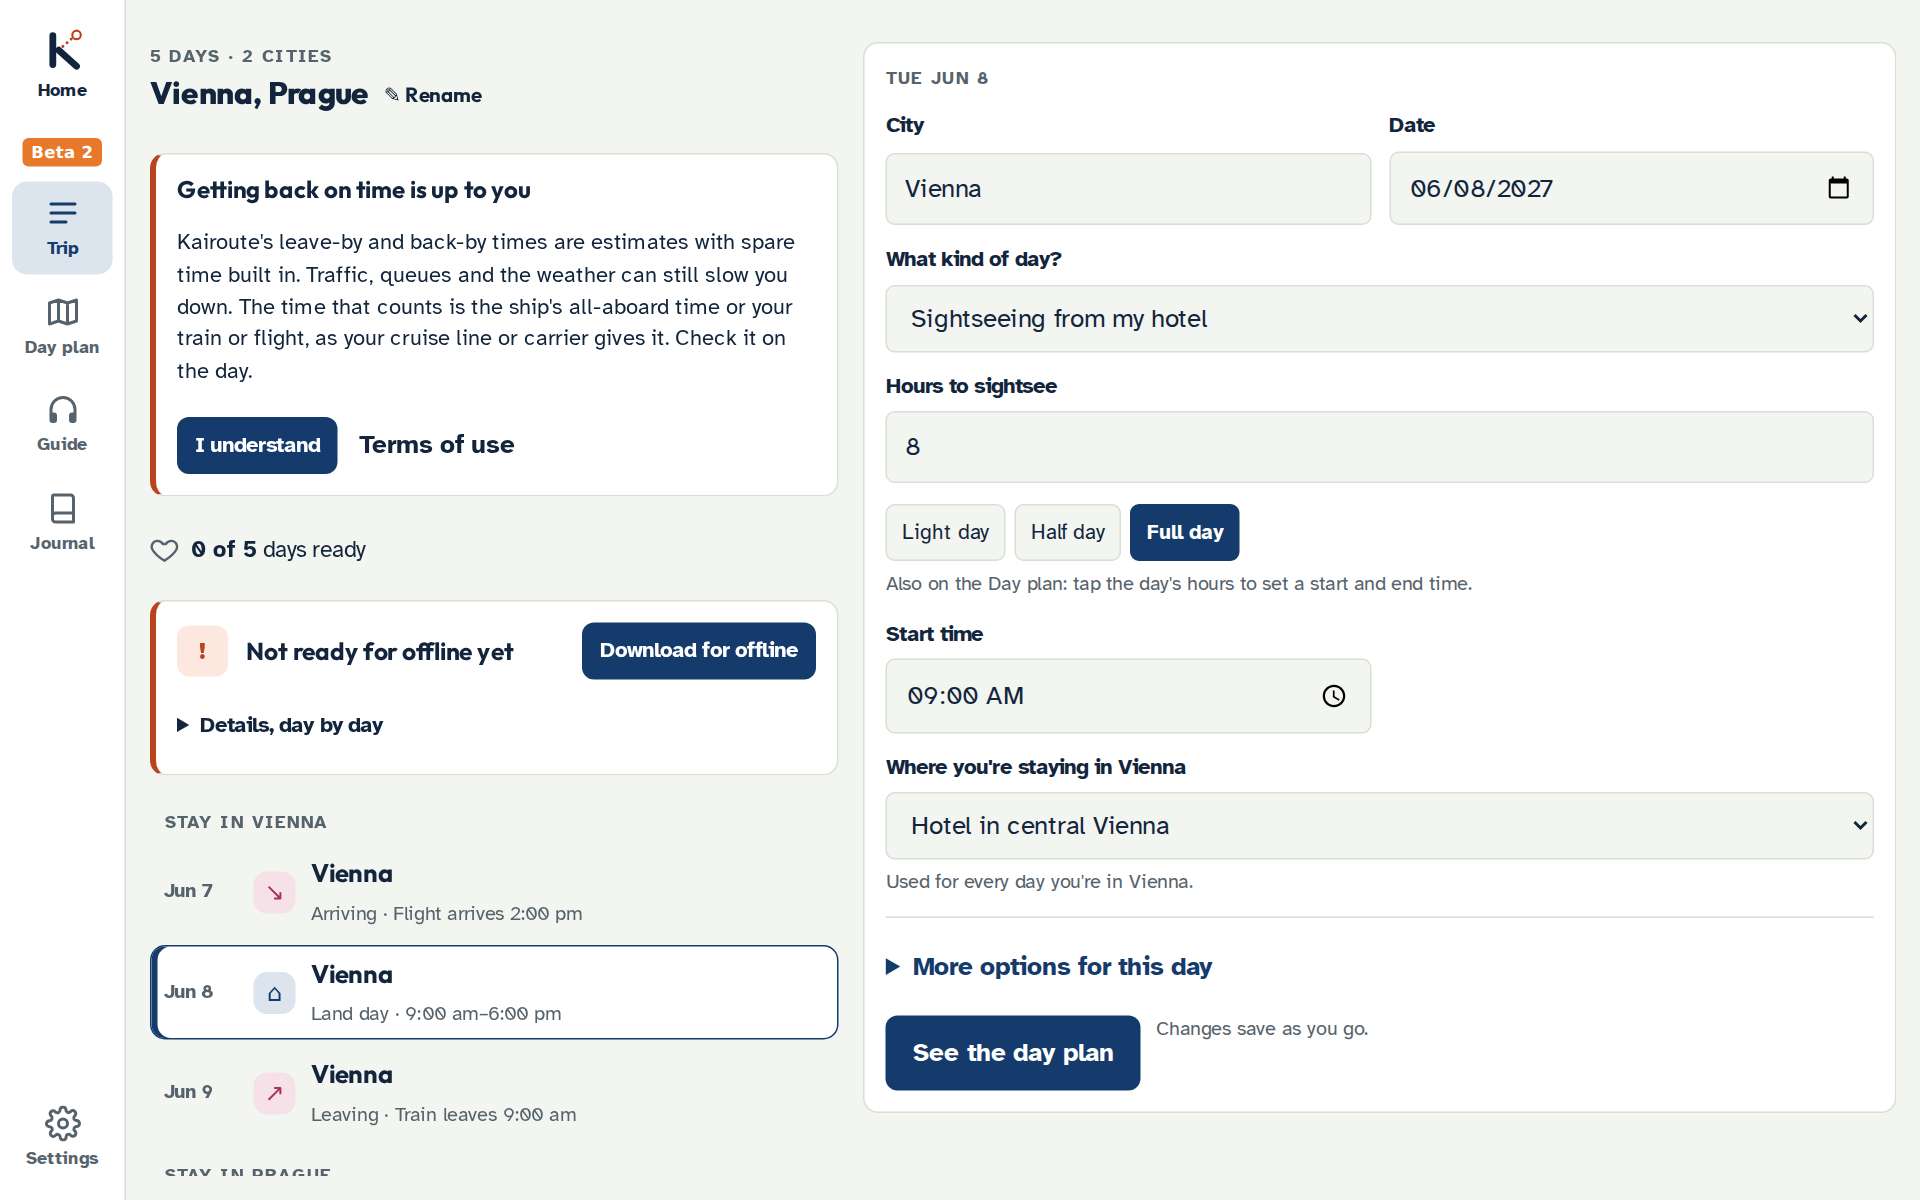 Home
Beta 2
Trip
Day plan
Guide
Journal
Settings
5 DAYS · 2 CITIES
Vienna, Prague ✎ Rename
Getting back on time is up to you
Kairoute's leave-by and back-by times are estimates with spare
time built in. Traffic, queues and the weather can still slow you
down. The time that counts is the ship's all-aboard time or your
train or flight, as your cruise line or carrier gives it. Check it on
the day.
I understand Terms of use
0 of 5 days ready
! Not ready for offline yet Download for offline
Details, day by day
STAY IN VIENNA
Jun 7 Vienna
Arriving · Flight arrives 2:00 pm
Jun 8 Vienna
Land day · 9:00 am–6:00 pm
Jun 9 Vienna
Leaving · Train leaves 9:00 am
STAY IN PRAGUE
TUE JUN 8
City Date
Vienna 06/08/2027
What kind of day?
Sightseeing from my hotel
Hours to sightsee
8
Light day Half day Full day
Also on the Day plan: tap the day's hours to set a start and end time.
Start time
09:00 AM
Where you're staying in Vienna
Hotel in central Vienna
Used for every day you're in Vienna.
More options for this day
See the day plan Changes save as you go.